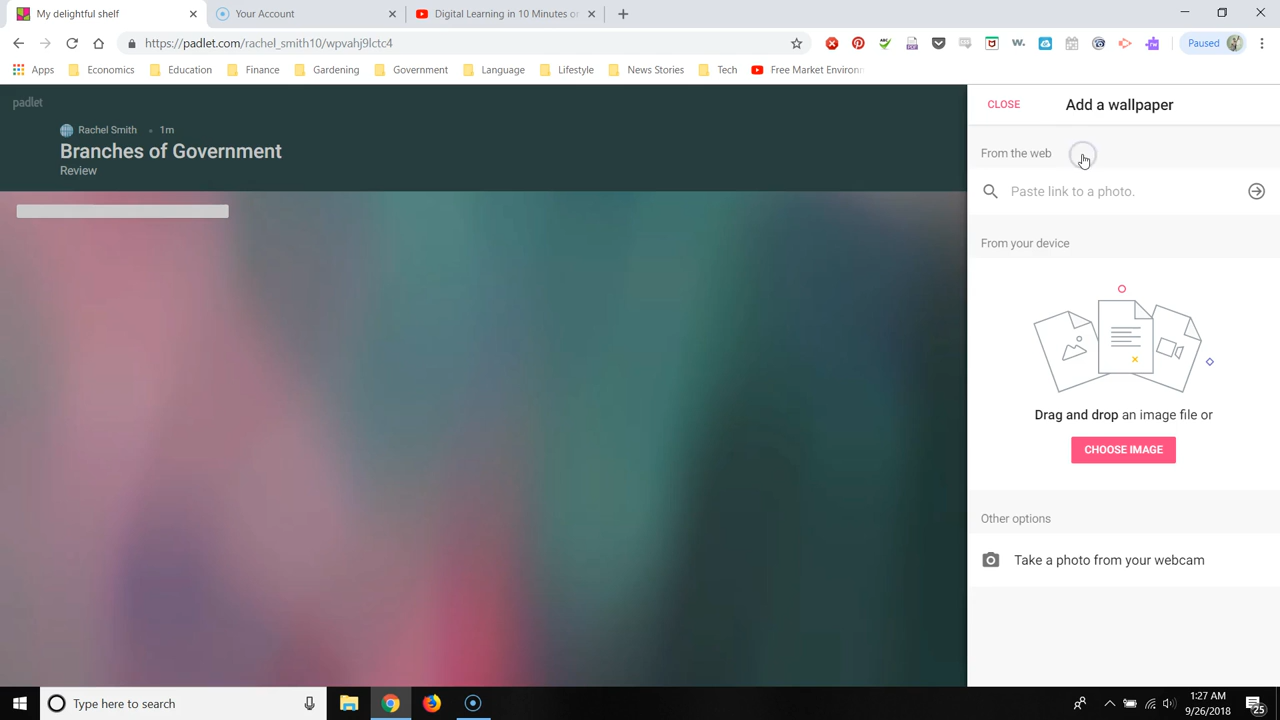 My delightful shelf
Your Account
Digital Learning in 10 Minutes or
https://padlet.com/rachel_smith10/wpvahj9lctc4
Paused
Apps
Economics
Education
Finance
Gardening
Government
Language
Lifestyle
News Stories
Tech
Free Market Environ
padlet
Rachel Smith • 1m
Branches of Government
Review
CLOSE
Add a wallpaper
From the web
Paste link to a photo.
From your device
Drag and drop an image file or
CHOOSE IMAGE
Other options
Take a photo from your webcam
Type here to search
1:27 AM
9/26/2018
25